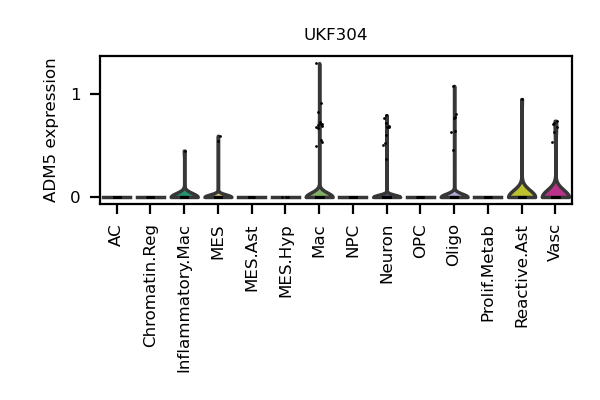 UKF304
ADM5 expression
1
0
AC
Chromatin.Reg
Inflammatory.Mac
MES
MES.Ast
MES.Hyp
Mac
NPC
Neuron
OPC
Oligo
Prolif.Metab
Reactive.Ast
Vasc